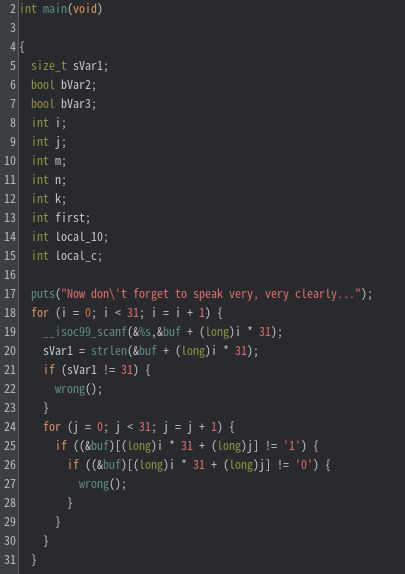 2 int main(void)
3
4 {
5   size_t sVar1;
6   bool bVar2;
7   bool bVar3;
8   int i;
9   int j;
10   int m;
11   int n;
12   int k;
13   int first;
14   int local_10;
15   int local_c;
16
17   puts("Now don\'t forget to speak very, very clearly...");
18   for (i = 0; i < 31; i = i + 1) {
19     __isoc99_scanf(&%s,&buf + (long)i * 31);
20     sVar1 = strlen(&buf + (long)i * 31);
21     if (sVar1 != 31) {
22       wrong();
23     }
24     for (j = 0; j < 31; j = j + 1) {
25       if ((&buf)[(long)i * 31 + (long)j] != '1') {
26         if ((&buf)[(long)i * 31 + (long)j] != '0') {
27           wrong();
28         }
29       }
30     }
31   }